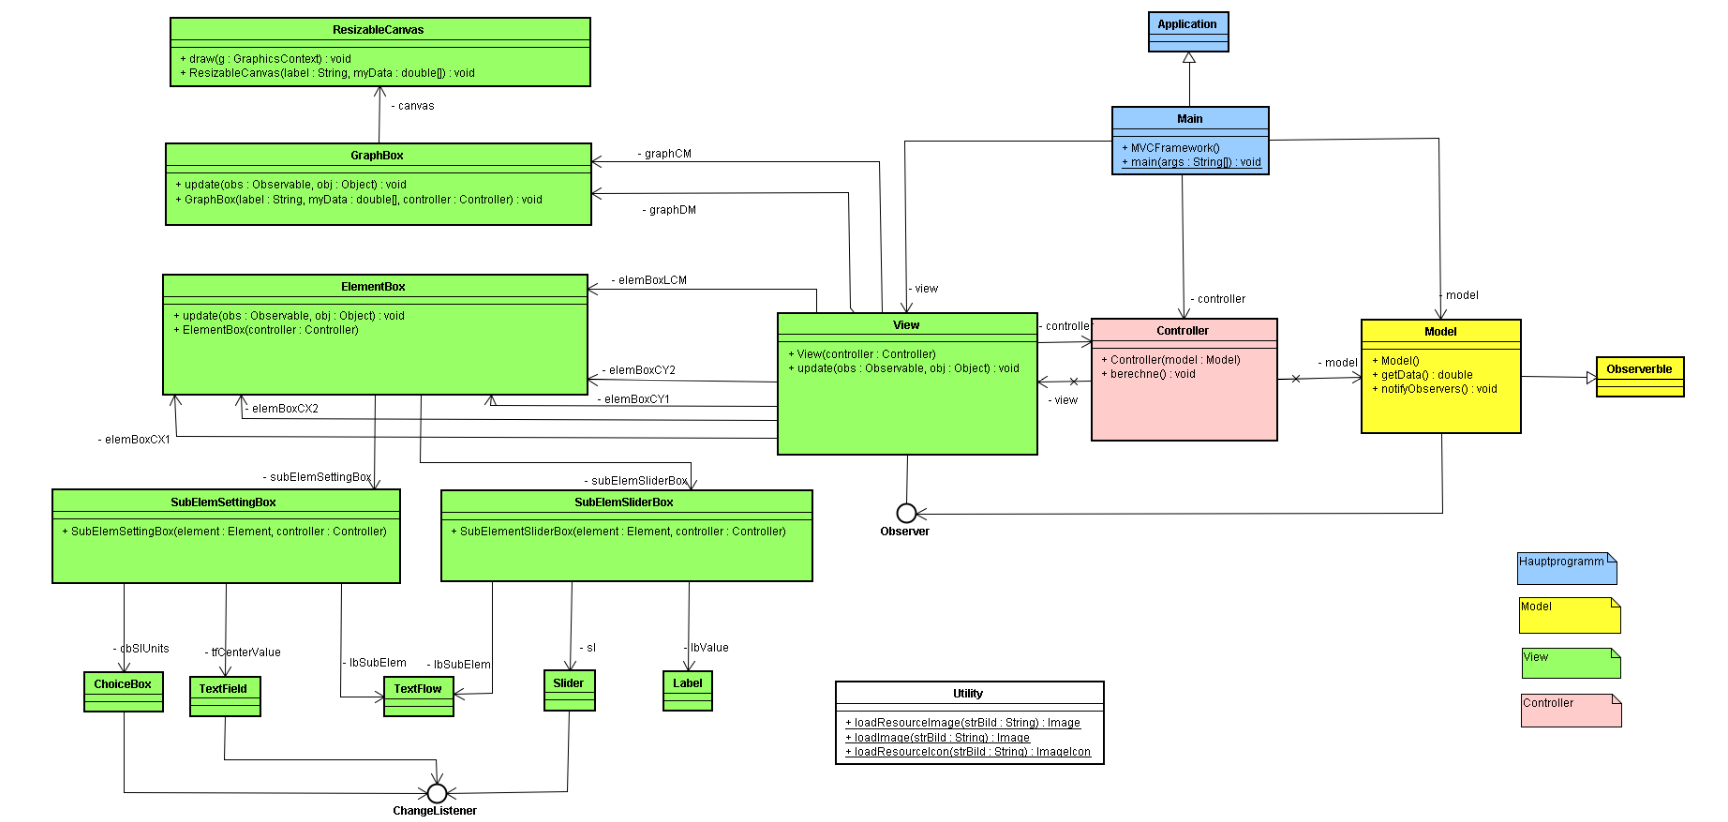 ResizableCanvas
+ draw(g : GraphicsContext) : void
+ ResizableCanvas(label : String, myData : double[]) : void
- canvas
GraphBox
+ update(obs : Observable, obj : Object) : void
+ GraphBox(label : String, myData : double[], controller : Controller) : void
- graphCM
- graphDM
Application
Main
+ MVCFramework()
+ main(args : String[]) : void
- view
- controller
- model
ElementBox
+ update(obs : Observable, obj : Object) : void
+ ElementBox(controller : Controller)
- elemBoxLCM
- elemBoxCY2
- elemBoxCY1
- elemBoxCX2
- elemBoxCX1
View
+ View(controller : Controller)
+ update(obs : Observable, obj : Object) : void
- controller
- view
Controller
+ Controller(model : Model)
+ berechne() : void
- model
Model
+ Model()
+ getData() : double
+ notifyObservers() : void
Observerble
- subElemSettingBox
- subElemSliderBox
SubElemSettingBox
+ SubElemSettingBox(element : Element, controller : Controller)
SubElemSliderBox
+ SubElementSliderBox(element : Element, controller : Controller)
Observer
- cbSIUnits
- tfCenterValue
- lbSubElem
- lbSubElem
- sl
- lbValue
ChoiceBox
TextField
TextFlow
Slider
Label
ChangeListener
Utility
+ loadResourceImage(strBild : String) : Image
+ loadImage(strBild : String) : Image
+ loadResourceIcon(strBild : String) : ImageIcon
Hauptprogramm
Model
View
Controller